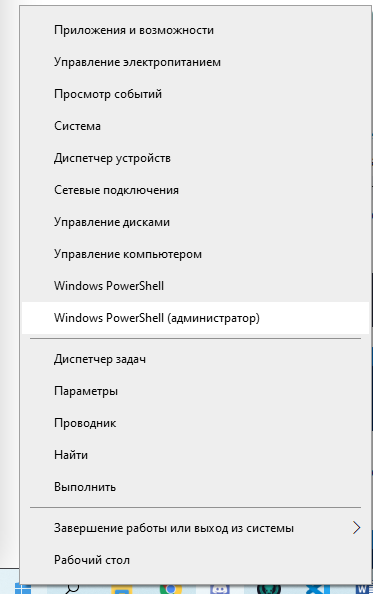 Приложения и возможности
Управление электропитанием
Просмотр событий
Система
Диспетчер устройств
Сетевые подключения
Управление дисками
Управление компьютером
Windows PowerShell
Windows PowerShell (администратор)
Диспетчер задач
Параметры
Проводник
Найти
Выполнить
Завершение работы или выход из системы
Рабочий стол